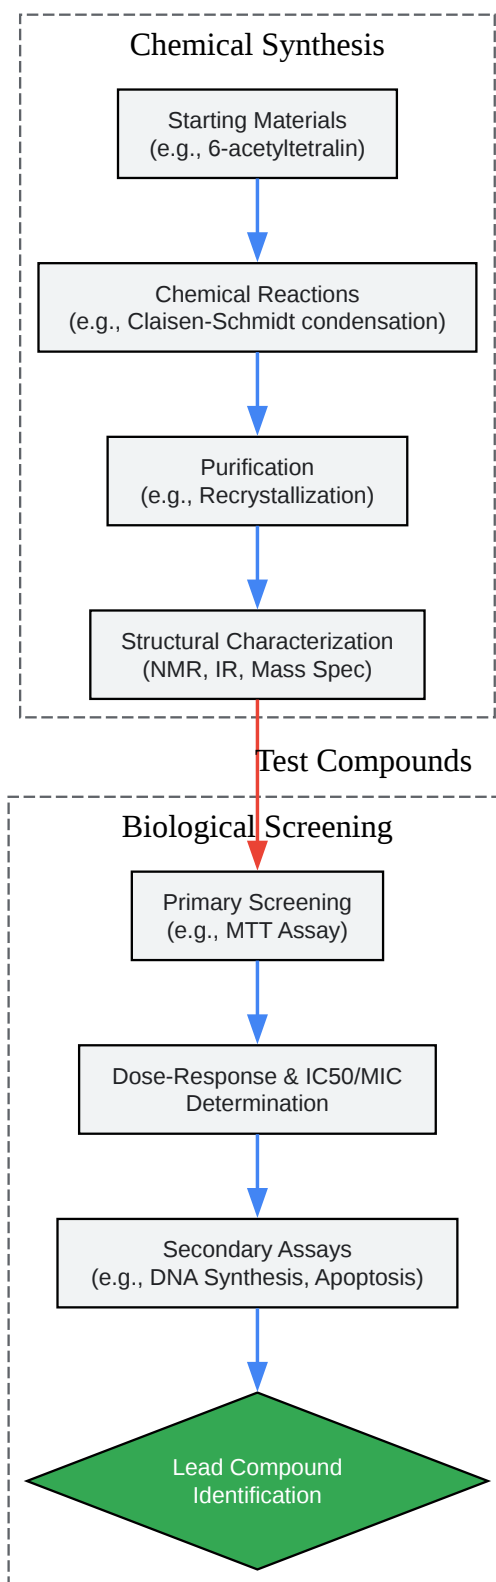 Chemical Synthesis
Starting Materials
(e.g., 6-acetyltetralin)
Chemical Reactions
(e.g., Claisen-Schmidt condensation)
Purification
(e.g., Recrystallization)
Structural Characterization
(NMR, IR, Mass Spec)
Test Compounds
Biological Screening
Primary Screening
(e.g., MTT Assay)
Dose-Response & IC50/MIC
Determination
Secondary Assays
(e.g., DNA Synthesis, Apoptosis)
Lead Compound
Identification